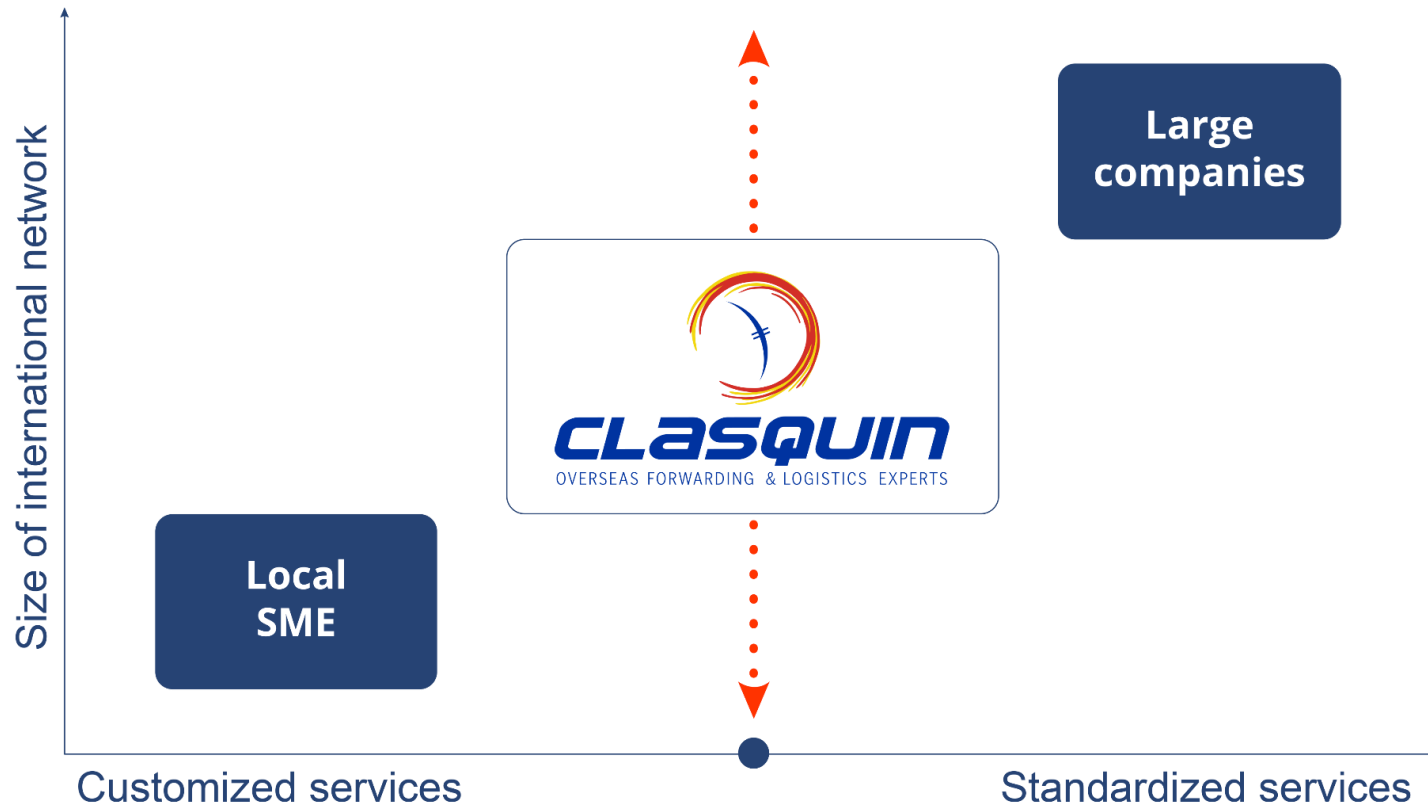 Size of international network
Large
companies
CLASQUIN
OVERSEAS FORWARDING & LOGISTICS EXPERTS
Local
SME
Customized services
Standardized services